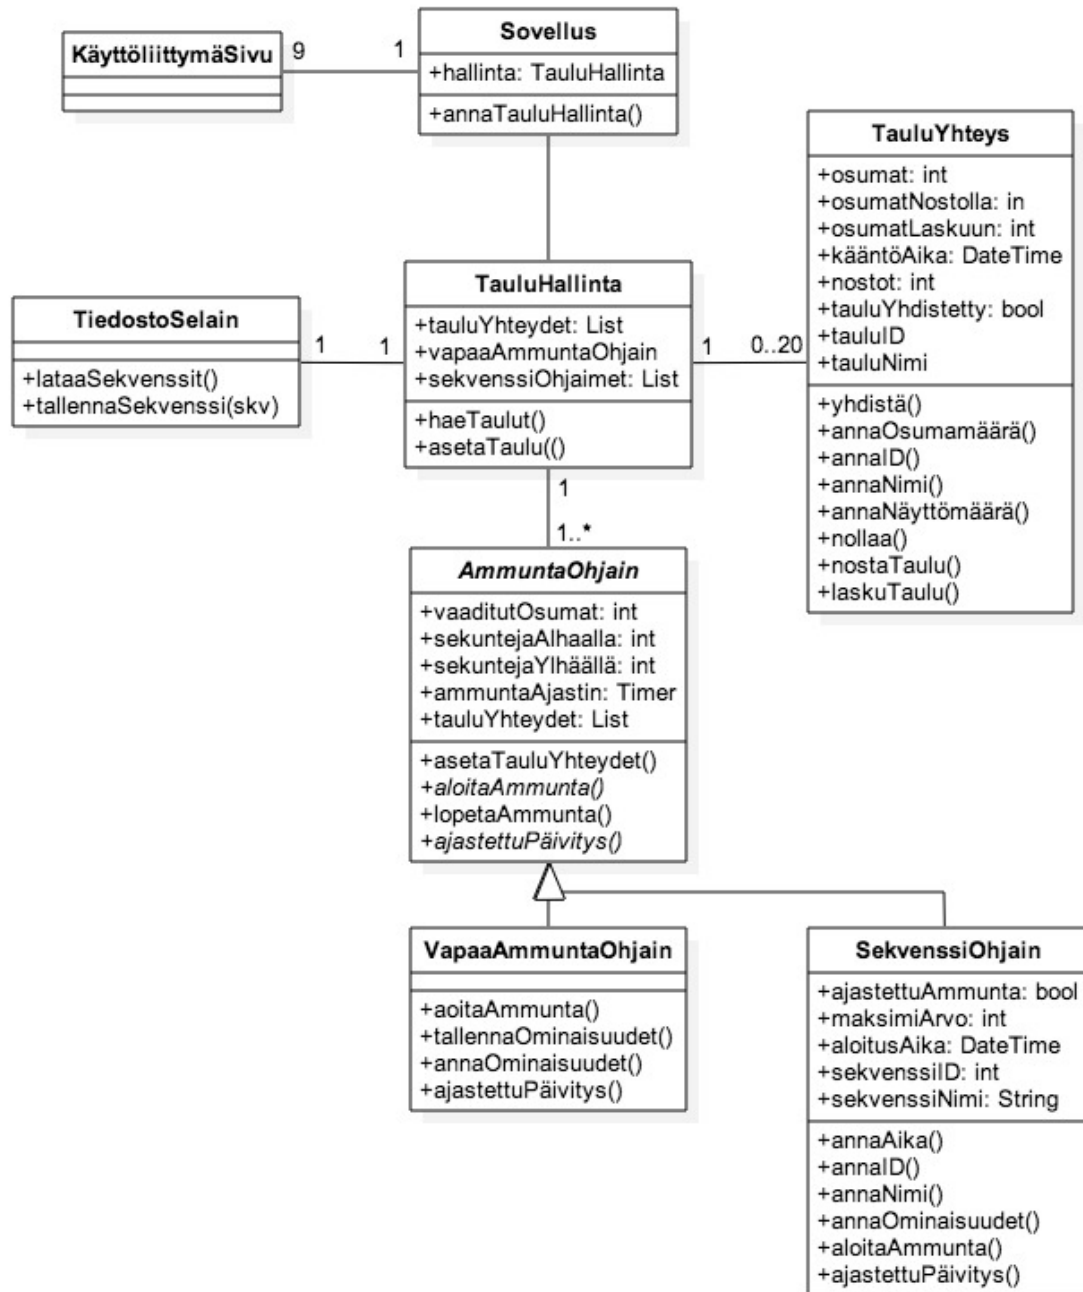 KäyttöliittymäSivu
9
1
Sovellus
+hallinta: TauluHallinta
+annaTauluHallinta()
TauluYhteys
+osumat: int
+osumatNostolla: in
+osumatLaskuun: int
+kääntöAika: DateTime
+nostot: int
+tauluYhdistetty: bool
+tauluID
+tauluNimi
+yhdistä()
+annaOsumamäärä()
+annaID()
+annaNimi()
+annaNäyttömäärä()
+nollaa()
+nostaTaulu()
+laskuTaulu()
TiedostoSelain
+lataaSekvenssit()
+tallennaSekvenssi(skv)
1
1
TauluHallinta
+tauluYhteydet: List
+vapaaAmmuntaOhjain
+sekvenssiOhjaimet: List
+haeTaulut()
+asetaTaulu(()
1
0..20
1
1..*
AmmuntaOhjain
+vaaditutOsumat: int
+sekuntejaAlhaalla: int
+sekuntejaYlhäällä: int
+ammuntaAjastin: Timer
+tauluYhteydet: List
+asetaTauluYhteydet()
+aloitaAmmunta()
+lopetaAmmunta()
+ajastettuPäivitys()
VapaaAmmuntaOhjain
+aoitaAmmunta()
+tallennaOminaisuudet()
+annaOminaisuudet()
+ajastettuPäivitys()
SekvenssiOhjain
+ajastettuAmmunta: bool
+maksimiArvo: int
+aloitusAika: DateTime
+sekvenssiID: int
+sekvenssiNimi: String
+annaAika()
+annaID()
+annaNimi()
+annaOminaisuudet()
+aloitaAmmunta()
+ajastettuPäivitys()